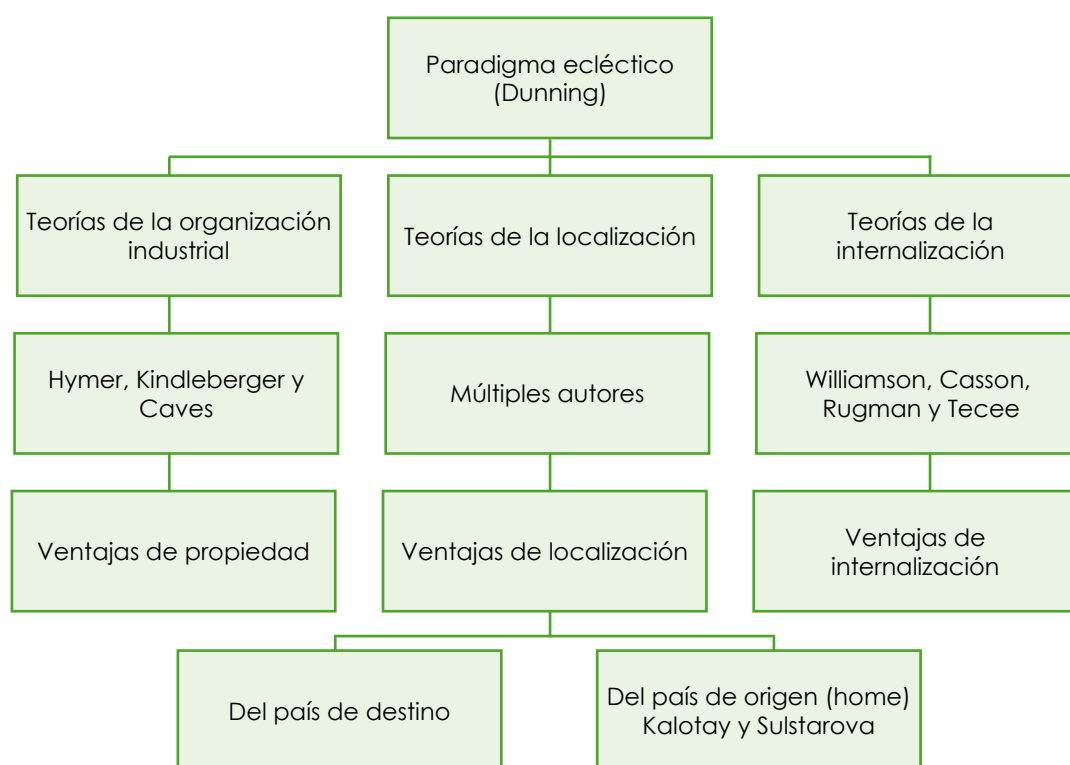 Paradigma ecléctico
(Dunning)
Teorías de la organización
industrial
Teorías de la localización
Teorías de la
internalización
Hymer, Kindleberger y
Caves
Múltiples autores
Williamson, Casson,
Rugman y Tecee
Ventajas de propiedad
Ventajas de localización
Ventajas de
internalización
Del país de destino
Del país de origen (home)
Kalotay y Sulstarova